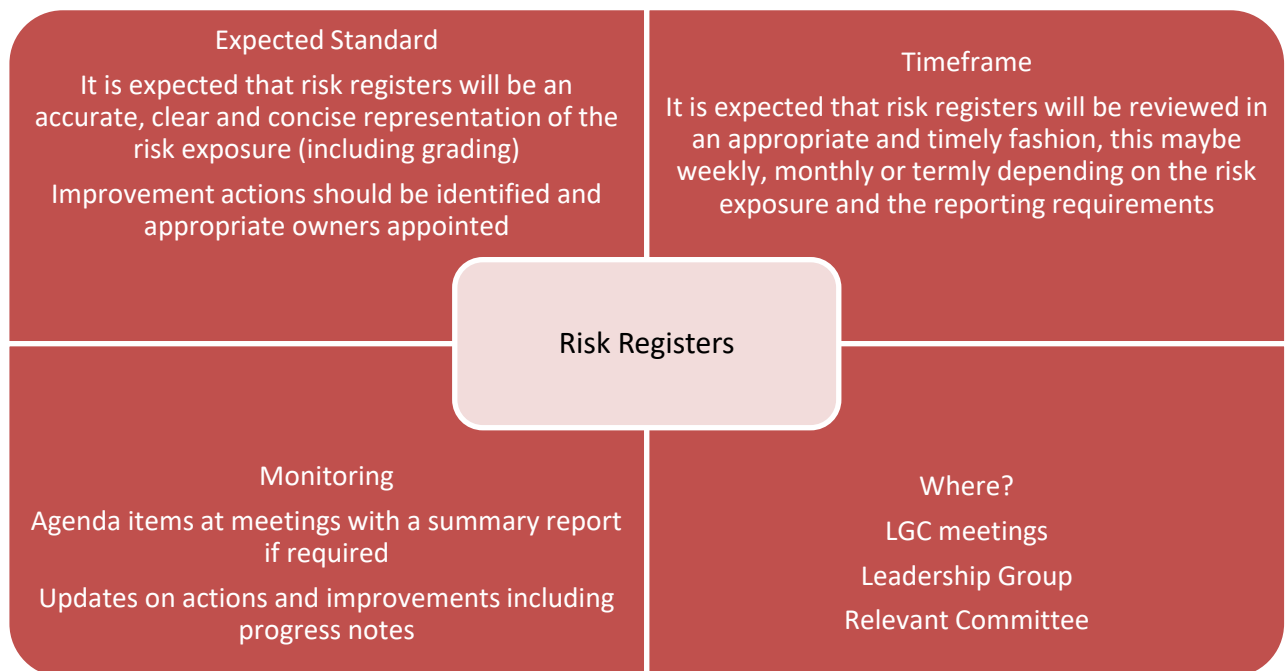 Expected Standard
It is expected that risk registers will be an
accurate, clear and concise representation of the
risk exposure (including grading)
Improvement actions should be identified and
appropriate owners appointed
Timeframe
It is expected that risk registers will be reviewed in
an appropriate and timely fashion, this maybe
weekly, monthly or termly depending on the risk
exposure and the reporting requirements
Risk Registers
Monitoring
Agenda items at meetings with a summary report
if required
Updates on actions and improvements including
progress notes
Where?
LGC meetings
Leadership Group
Relevant Committee